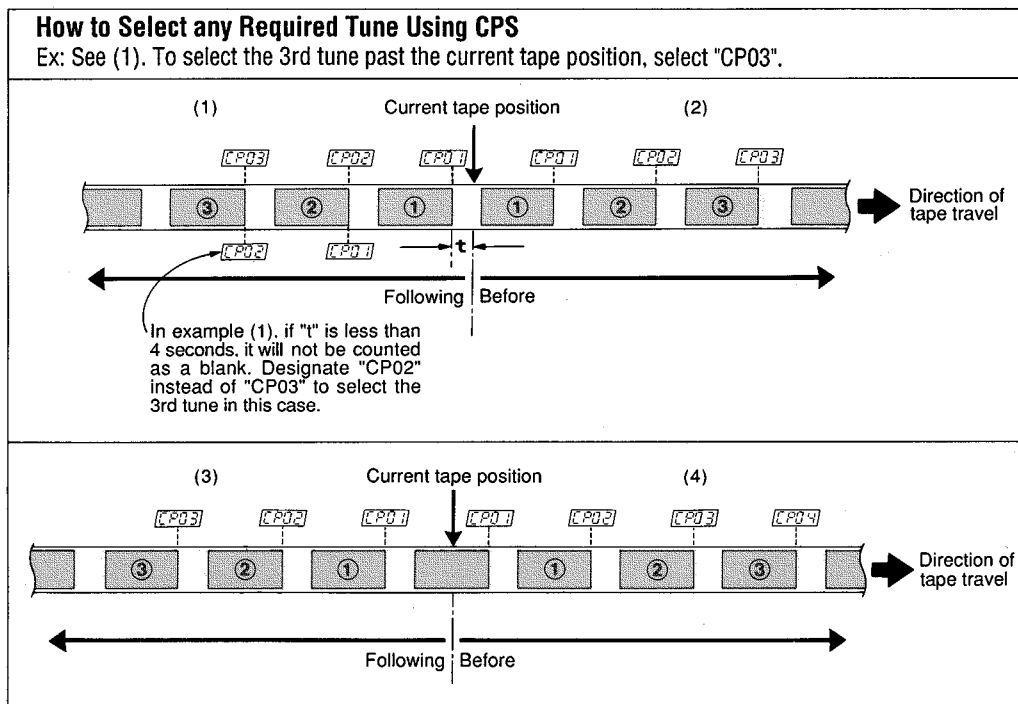 How to Select any Required Tune Using CPS
Ex: See (1). To select the 3rd tune past the current tape position, select "CP03".
(1)
Current tape position
(2)
CP03 CP02 CP01 CP01 CP02 CP03
③ ② ① ① ② ③
Direction of
tape travel
CP02 CP01
t
Following Before
In example (1), if "t" is less than
4 seconds, it will not be counted
as a blank. Designate "CP02"
instead of "CP03" to select the
3rd tune in this case.
(3)
Current tape position
(4)
CP03 CP02 CP01 CP01 CP02 CP03 CP04
③ ② ① ① ② ③
Direction of
tape travel
Following Before